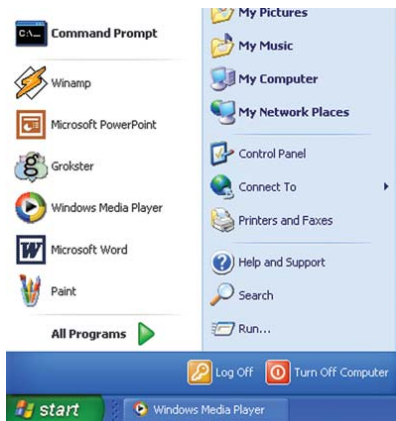 C:\_
Command Prompt
Winamp
Microsoft PowerPoint
Grokster
Windows Media Player
W
Microsoft Word
Paint
All Programs
My Pictures
My Music
My Computer
My Network Places
Control Panel
Connect To
Printers and Faxes
Help and Support
Search
Run...
Log Off
Turn Off Computer
start
Windows Media Player